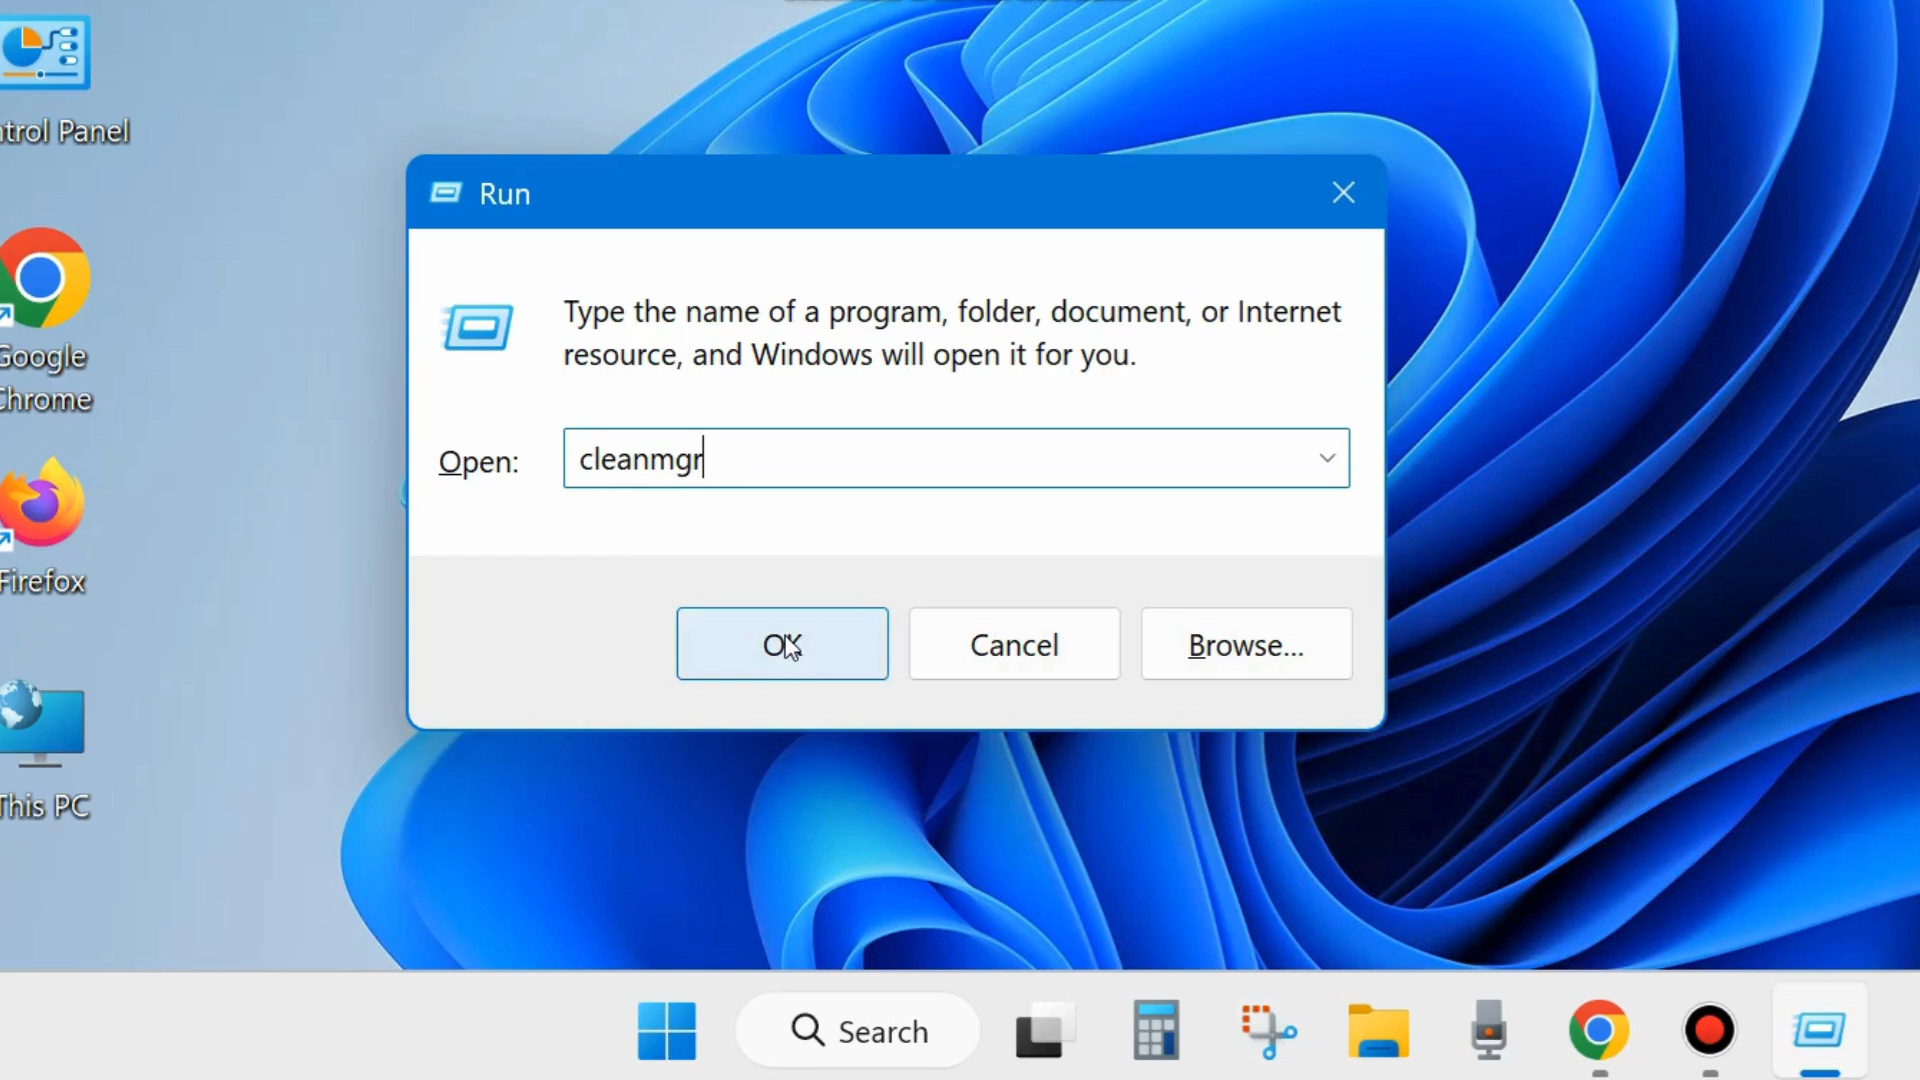 ntrol Panel
Google
Chrome
Firefox
This PC
Run
Type the name of a program, folder, document, or Internet
resource, and Windows will open it for you.
Open:
cleanmgr
OK
Cancel
Browse...
Search